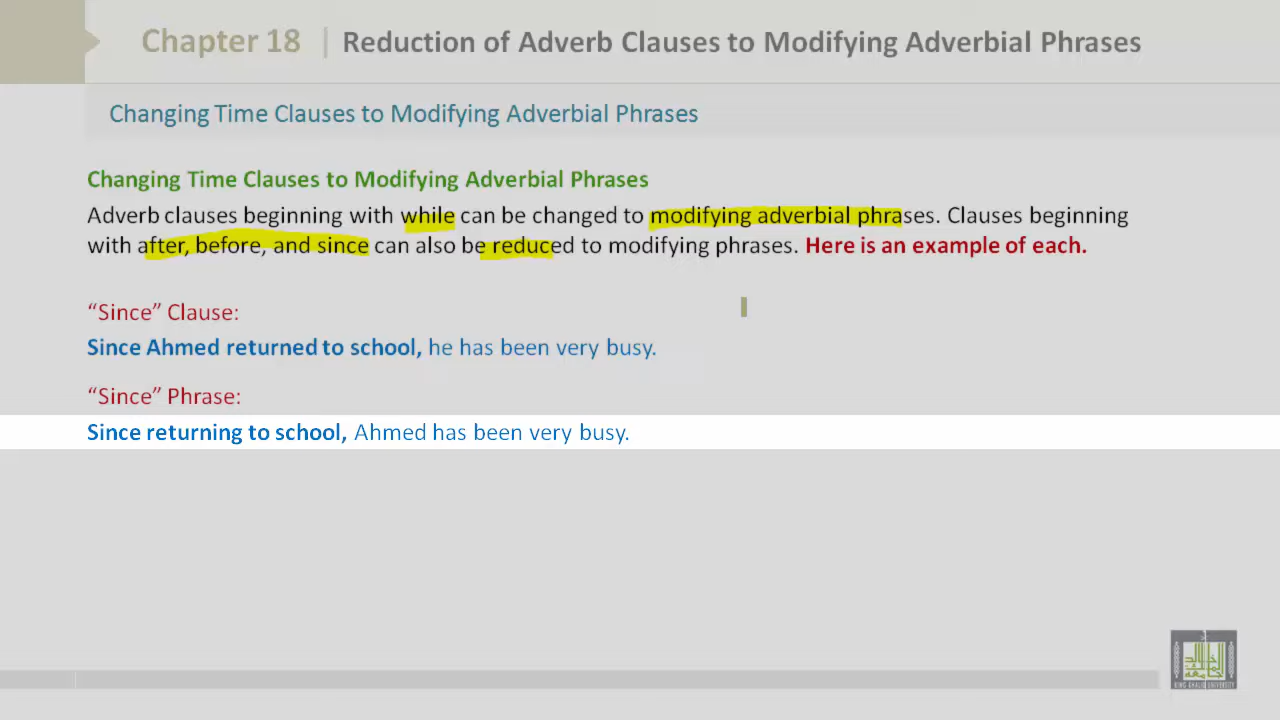 Chapter 18 | Reduction of Adverb Clauses to Modifying Adverbial Phrases
Changing Time Clauses to Modifying Adverbial Phrases
Changing Time Clauses to Modifying Adverbial Phrases
Adverb clauses beginning with while can be changed to modifying adverbial phrases. Clauses beginning
with after, before, and since can also be reduced to modifying phrases. Here is an example of each.
“Since” Clause:
Since Ahmed returned to school, he has been very busy.
“Since” Phrase:
Since returning to school, Ahmed has been very busy.
KING KHALID UNIVERSITY